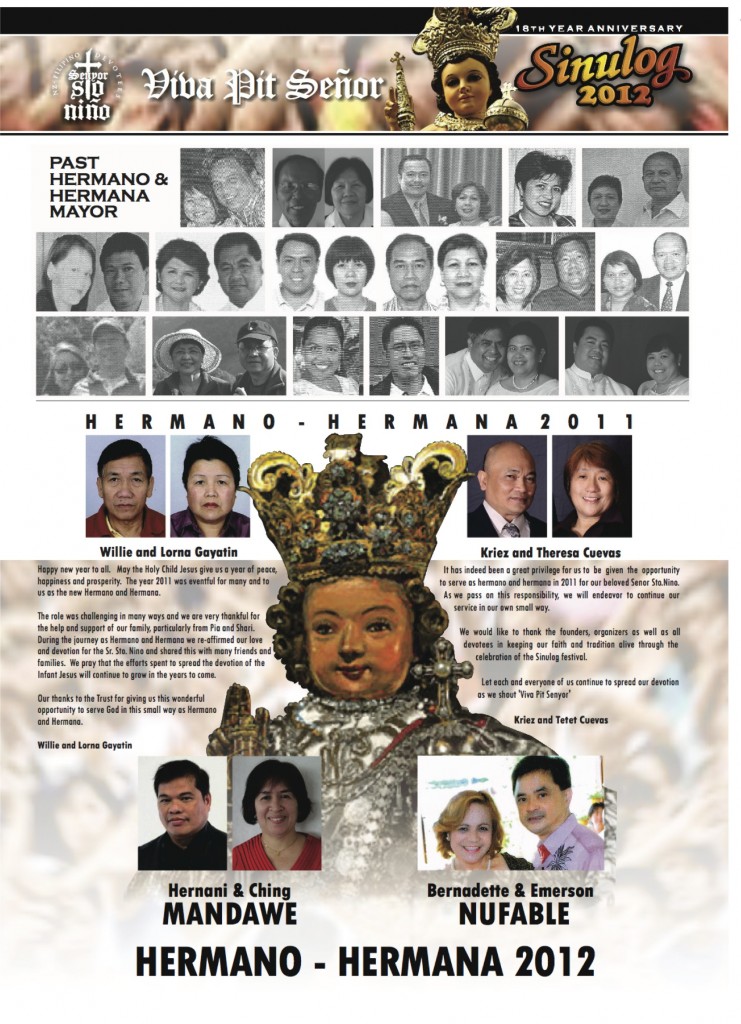 18TH YEAR ANNIVERSARY
FILIPINO DEVOTEES
Senyor
sto
niño
Viva Pit Señor
Sinulog
2012
PAST
HERMANO &
HERMANA
MAYOR
HERMANO - HERMANA 2011
Willie and Lorna Gayatin
Happy new year to all. May the Holy Child Jesus give us a year of peace,
happiness and prosperity. The year 2011 was eventful for many and to
us as the new Hermano and Hermana.
The role was challenging in many ways and we are very thankful for
the help and support of our family, particularly from Pia and Shari.
During the journey as Hermano and Hermana we re-affirmed our love
and devotion for the Sr. Sto. Nino and shared this with many friends and
families. We pray that the efforts spent to spread the devotion of the
Infant Jesus will continue to grow in the years to come.
Our thanks to the Trust for giving us this wonderful
opportunity to serve God in this small way as Hermano
and Hermana.
Willie and Lorna Gayatin
Kriez and Theresa Cuevas
It has indeed been a great privilege for us to be given the opportunity
to serve as hermano and hermana in 2011 for our beloved Senor Sto.Nino.
As we pass on this responsibility, we will endeavor to continue our
service in our own small way.
We would like to thank the founders, organizers as well as all
devotees in keeping our faith and tradition alive through the
celebration of the Sinulog festival.
Let each and everyone of us continue to spread our devotion
as we shout 'Viva Pit Senyor'
Kriez and Tetet Cuevas
Hernani & Ching
MANDAWE
Bernadette & Emerson
NUFABLE
HERMANO - HERMANA 2012